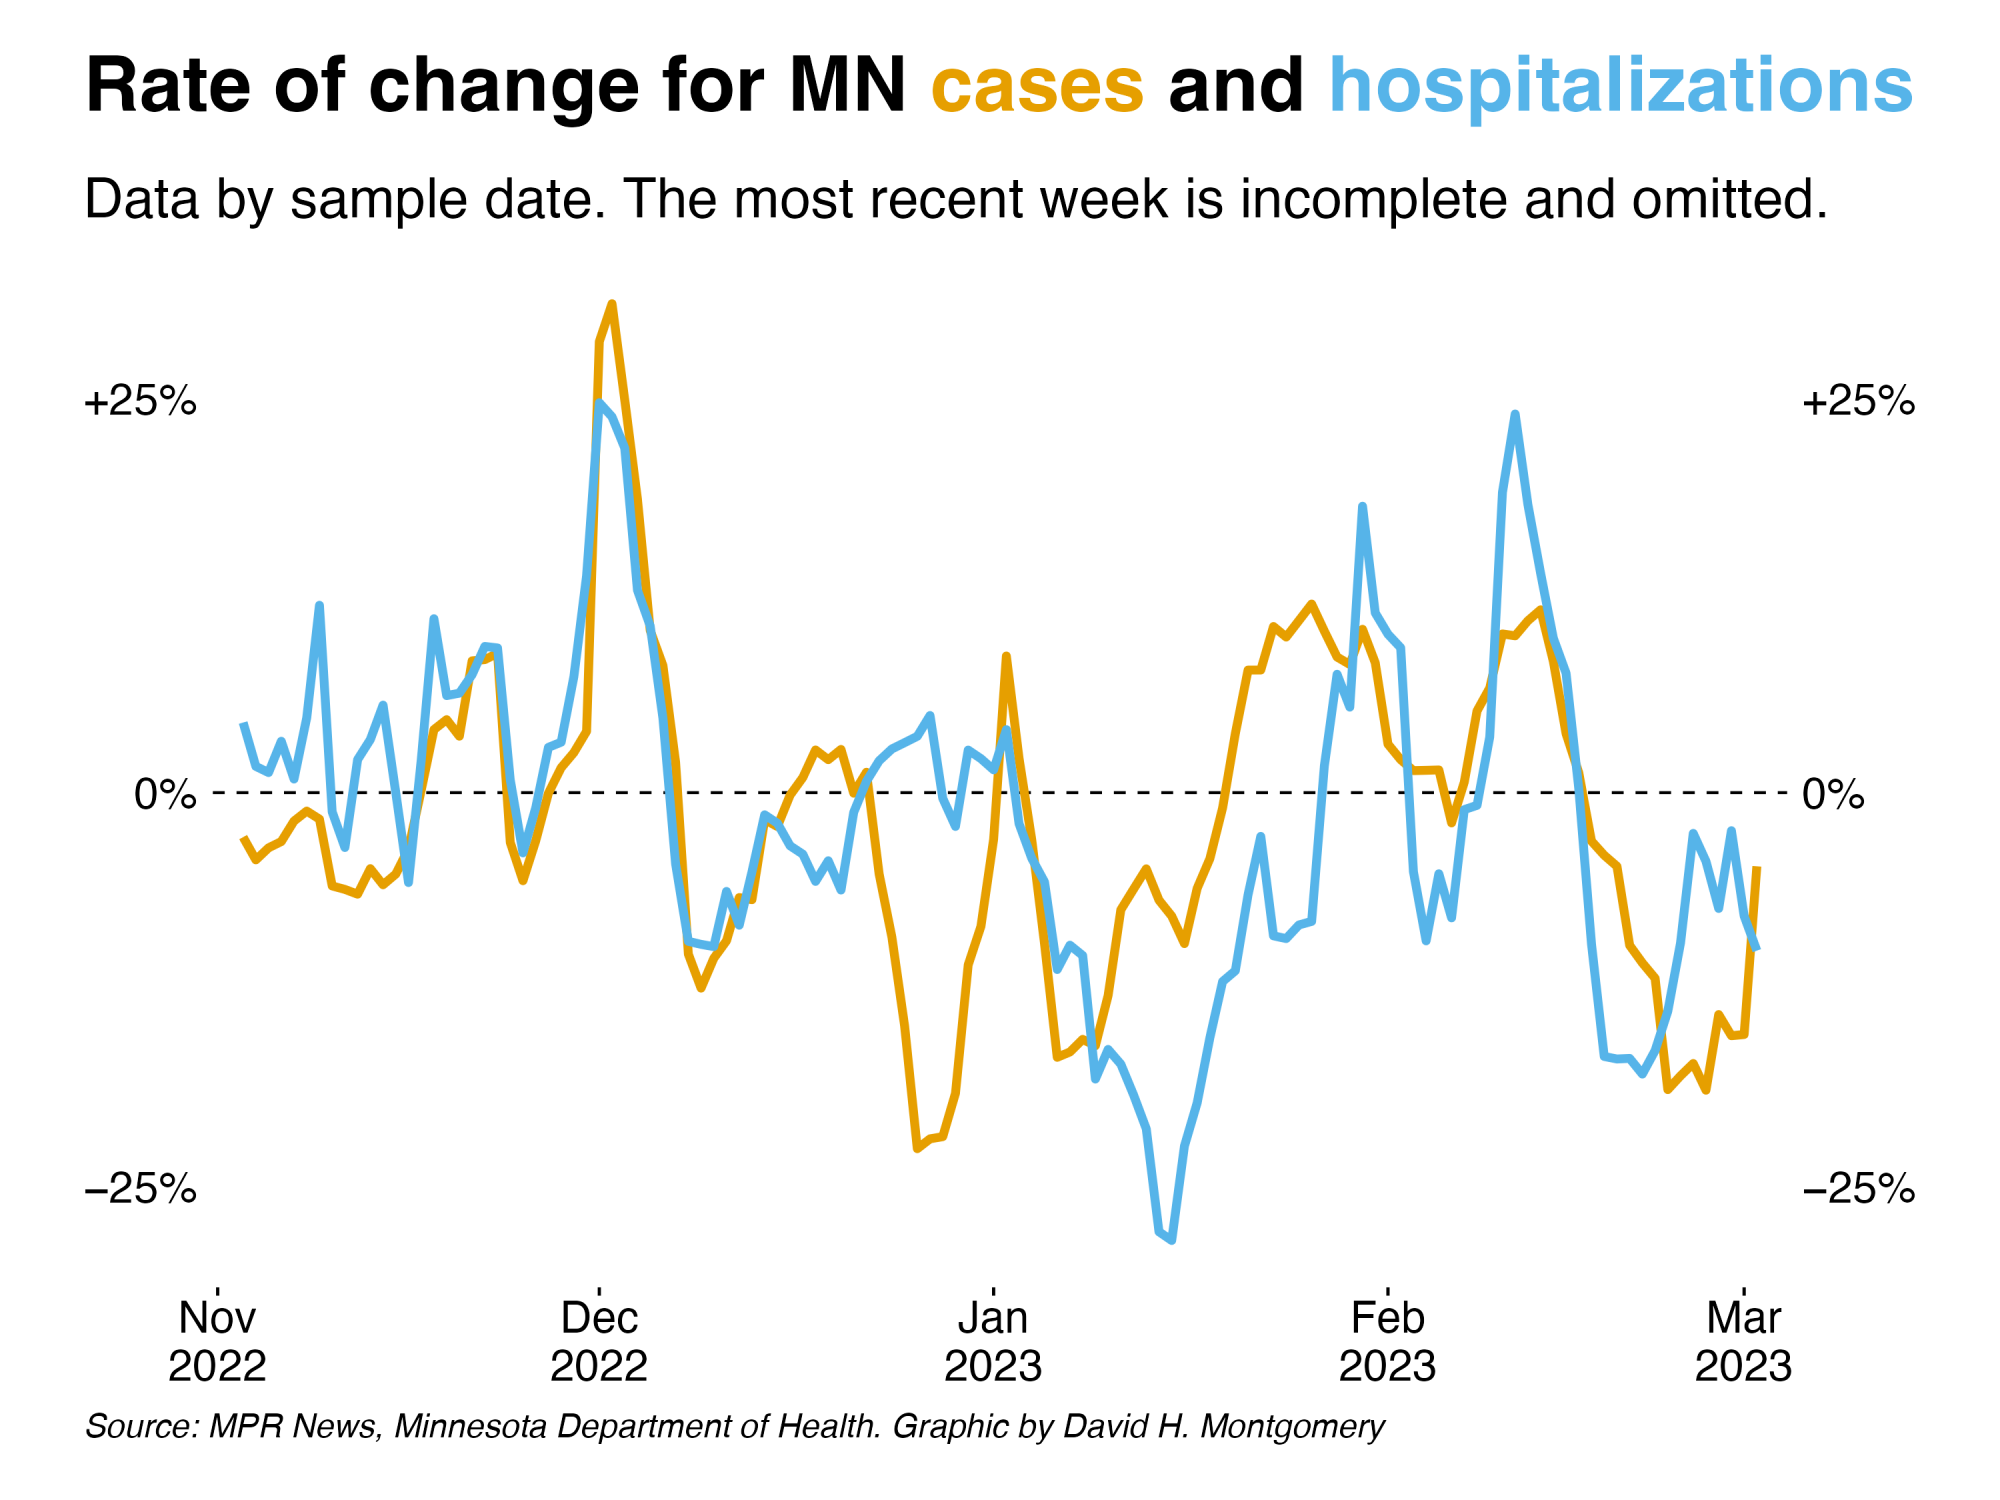 Rate of change for MN cases and hospitalizations
Data by sample date. The most recent week is incomplete and omitted.
+25%
+25%
0%
0%
−25%
−25%
Nov
2022
Dec
2022
Jan
2023
Feb
2023
Mar
2023
Source: MPR News, Minnesota Department of Health. Graphic by David H. Montgomery